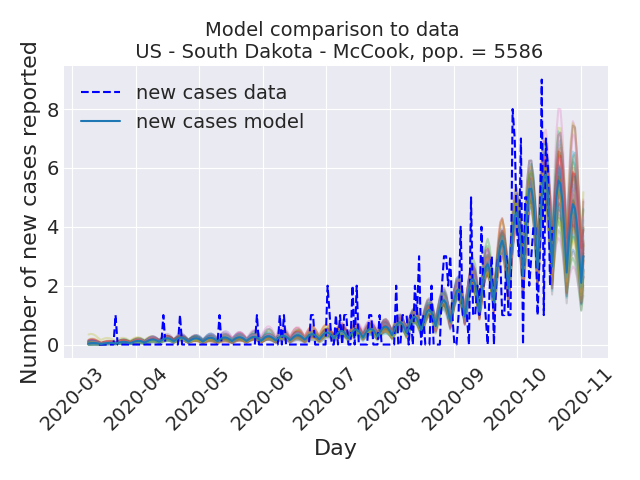 Model comparison to data
US - South Dakota - McCook, pop. = 5586
new cases data
new cases model
Number of new cases reported
8
6
4
2
0
2020-03
2020-04
2020-05
2020-06
2020-07
2020-08
2020-09
2020-10
2020-11
Day